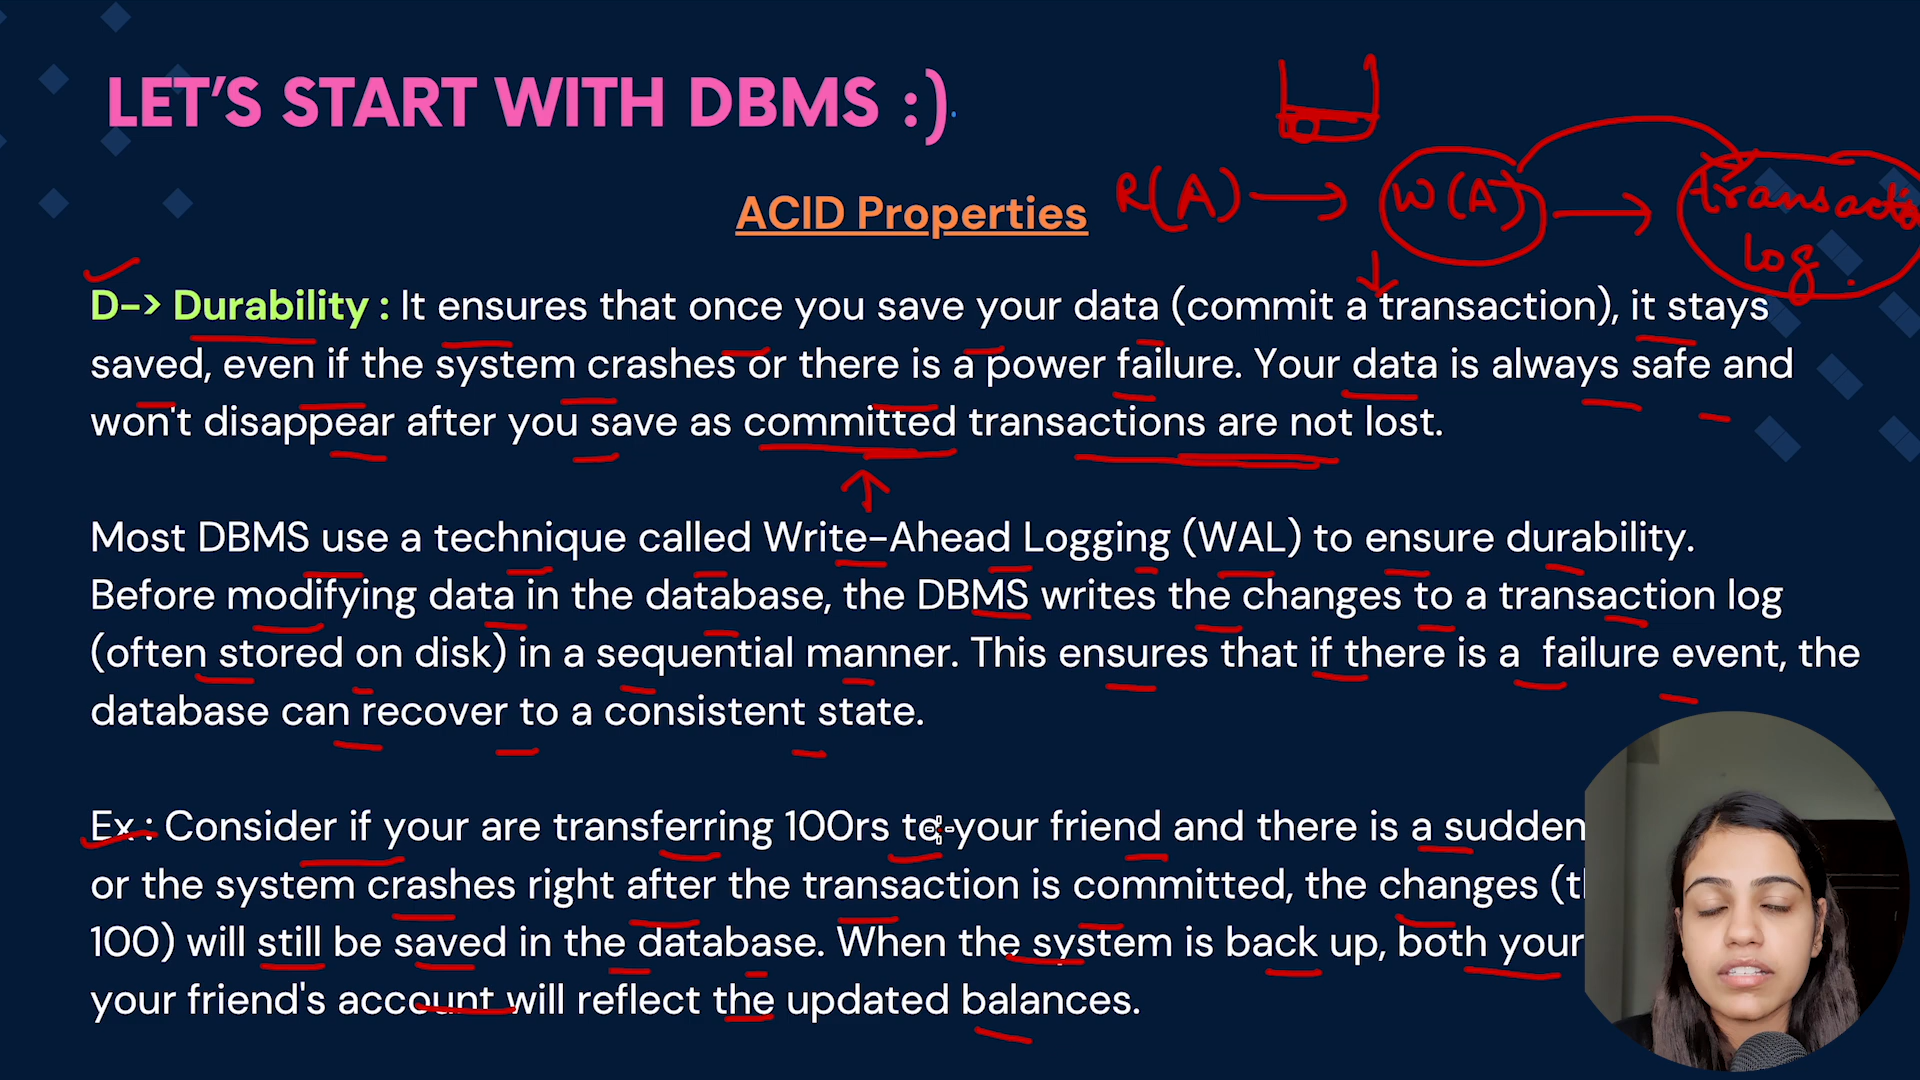 LET'S START WITH DBMS :)
ACID Properties
R(A) → W(A) → transacto
log
D-> Durability : It ensures that once you save your data (commit a transaction), it stays
saved, even if the system crashes or there is a power failure. Your data is always safe and
won't disappear after you save as committed transactions are not lost.
Most DBMS use a technique called Write-Ahead Logging (WAL) to ensure durability.
Before modifying data in the database, the DBMS writes the changes to a transaction log
(often stored on disk) in a sequential manner. This ensures that if there is a failure event, the
database can recover to a consistent state.
Ex : Consider if your are transferring 100rs to your friend and there is a sudden
or the system crashes right after the transaction is committed, the changes (
100) will still be saved in the database. When the system is back up, both your
your friend's account will reflect the updated balances.